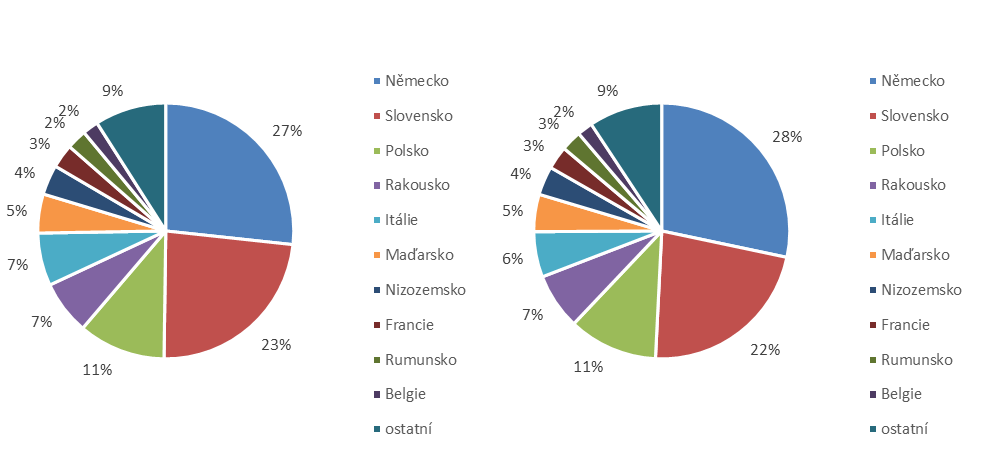 27%
23%
11%
7%
7%
5%
4%
3%
2%
2%
9%
Německo
Slovensko
Polsko
Rakousko
Itálie
Maďarsko
Nizozemsko
Francie
Rumunsko
Belgie
ostatní
28%
22%
11%
7%
6%
5%
4%
3%
3%
2%
9%
Německo
Slovensko
Polsko
Rakousko
Itálie
Maďarsko
Nizozemsko
Francie
Rumunsko
Belgie
ostatní